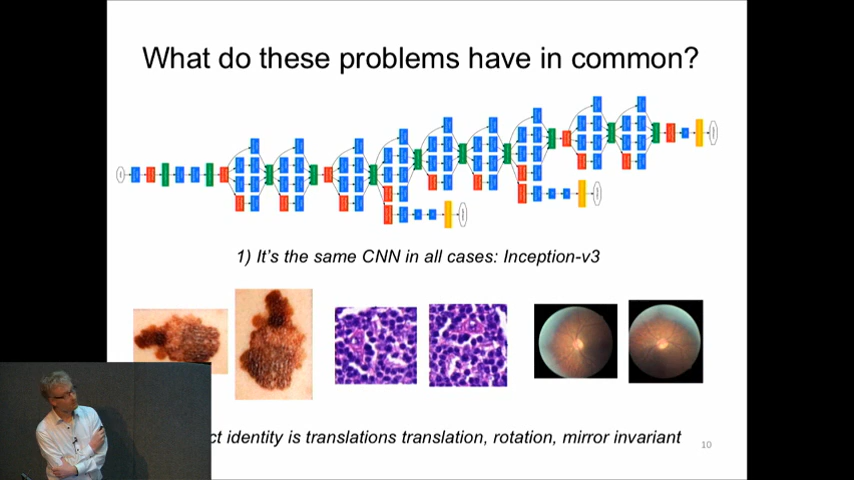 What do these problems have in common?
1) It's the same CNN in all cases: Inception-v3
ct identity is translations translation, rotation, mirror invariant
10